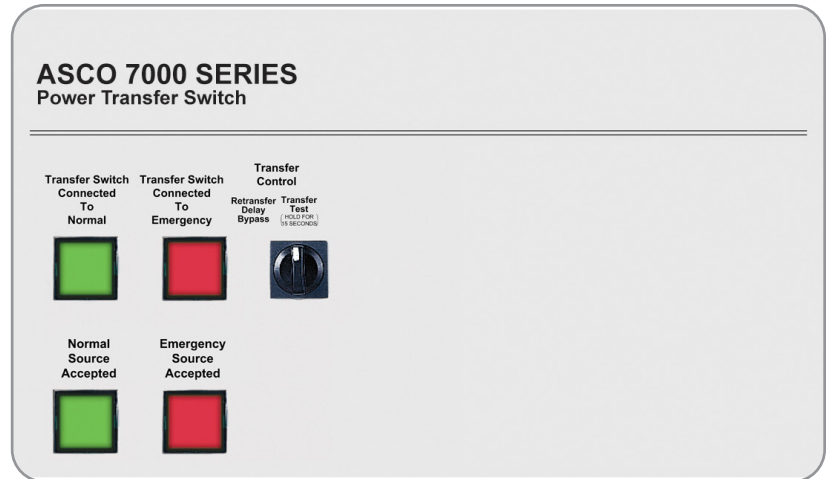 ASCO 7000 SERIES
Power Transfer Switch
Transfer Switch
Connected
To
Normal
Transfer Switch
Connected
To
Emergency
Transfer
Control
Retransfer
Delay
Bypass
Transfer
Test
(HOLD FOR
15 SECONDS)
Normal
Source
Accepted
Emergency
Source
Accepted